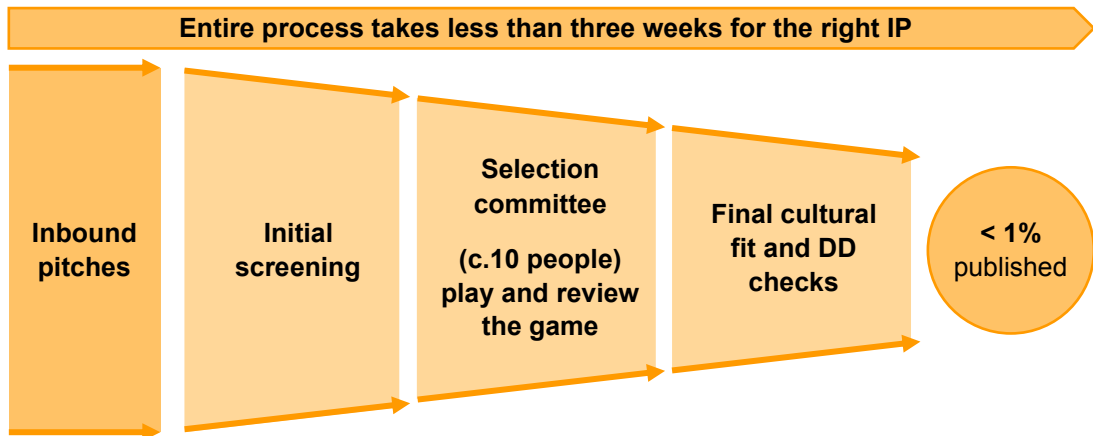 Entire process takes less than three weeks for the right IP
Inbound
pitches
Initial
screening
Selection
committee
(c.10 people)
play and review
the game
Final cultural
fit and DD
checks
< 1%
published